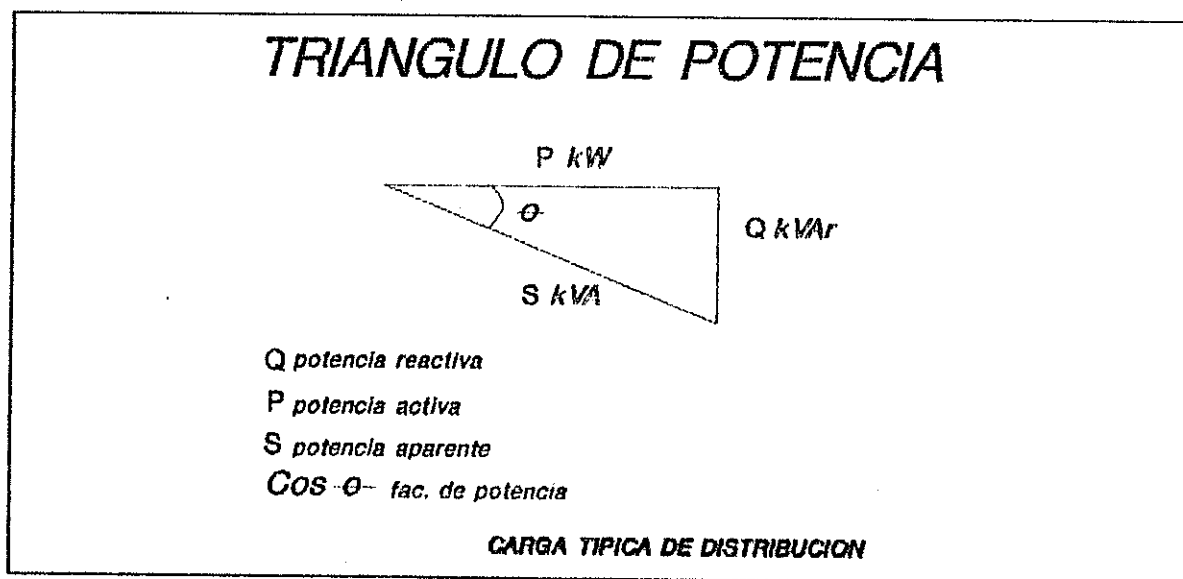 TRIANGULO DE POTENCIA
P kW
θ
Q kVAr
S kVA
Q potencia reactiva
P potencia activa
S potencia aparente
Cos θ fac. de potencia
CARGA TIPICA DE DISTRIBUCION